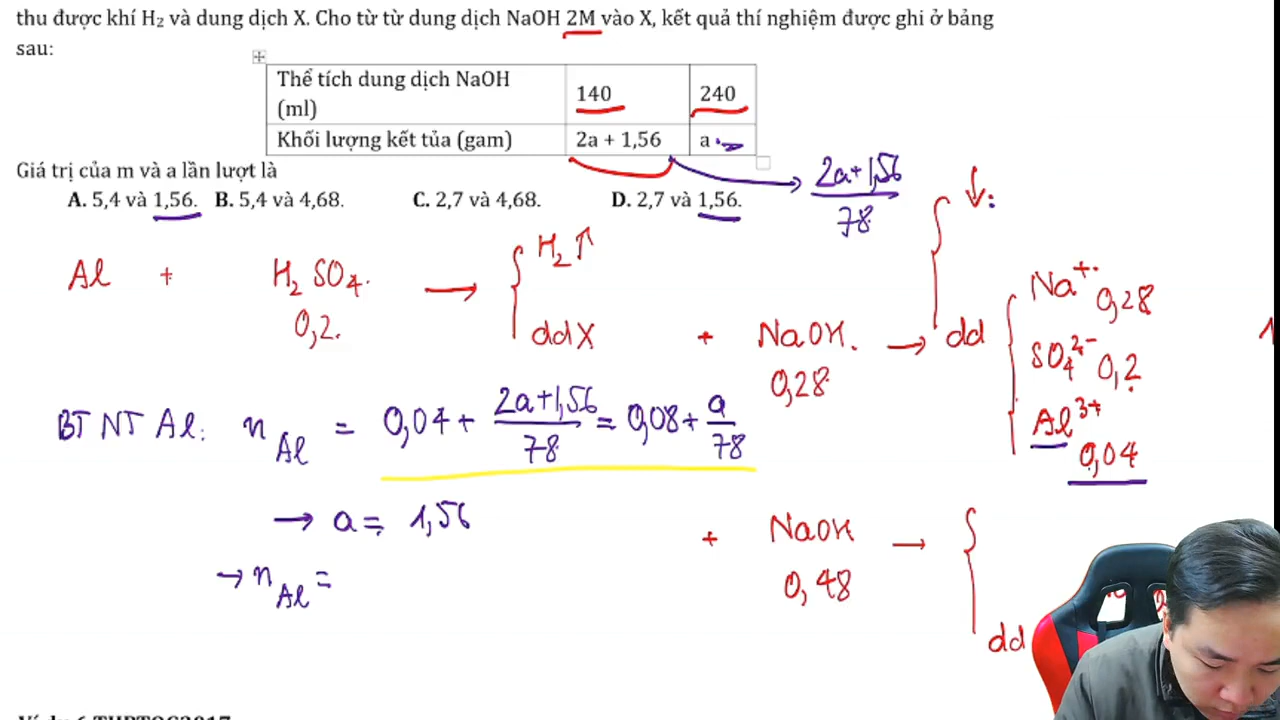 thu được khí H₂ và dung dịch X. Cho từ từ dung dịch NaOH 2M vào X, kết quả thí nghiệm được ghi ở bảng
sau:
Thể tích dung dịch NaOH (ml) 140 240
Khối lượng kết tủa (gam) 2a + 1,56 a
Giá trị của m và a lần lượt là
A. 5,4 và 1,56. B. 5,4 và 4,68. C. 2,7 và 4,68. D. 2,7 và 1,56.
2a+1,56 / 78
↓:
Al + H₂SO₄. → { H₂↑
0,2.
ddX + NaOH. → dd
0,28
Na⁺ 0,28
SO₄²⁻ 0,2
Al³⁺
0,04
BT NT Al: n Al = 0,04 + 2a+1,56 / 78 = 0,08 + a / 78
→ a = 1,56
+ NaOH → {
0,48
dd
→ n Al =